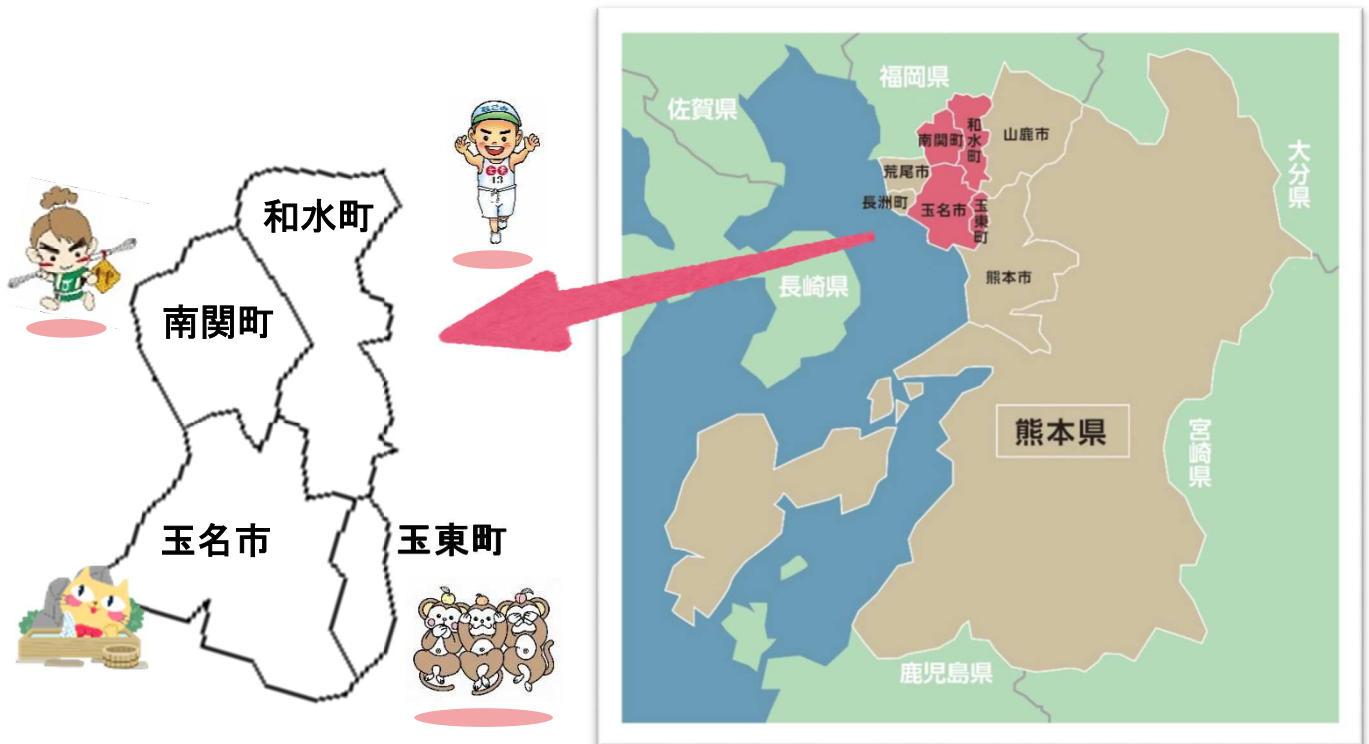 和水町
南関町
玉名市
玉東町
13
福岡県
佐賀県
大分県
長崎県
宮崎県
鹿児島県
熊本県
和水町
南関町
山鹿市
荒尾市
長洲町
玉名市
玉東町
熊本市